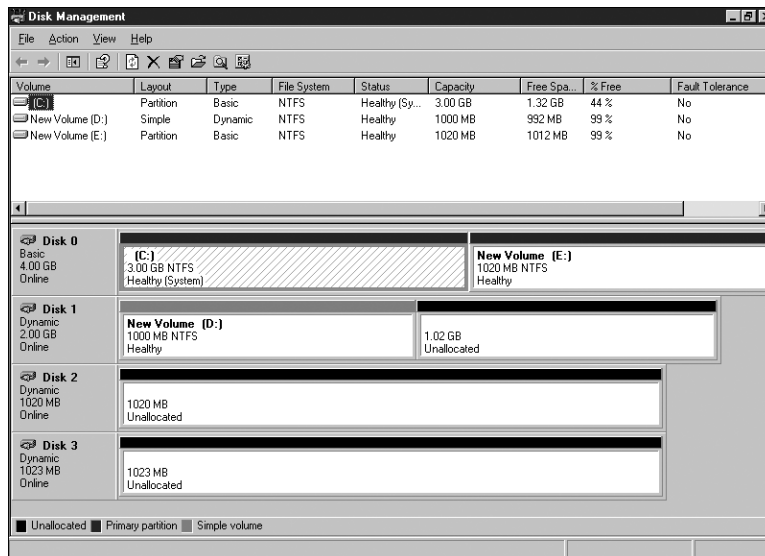 Disk Management
File Action View Help
Volume Layout Type File System Status Capacity Free Spa... % Free Fault Tolerance
(C:) Partition Basic NTFS Healthy (Sy... 3.00 GB 1.32 GB 44 % No
New Volume (D:) Simple Dynamic NTFS Healthy 1000 MB 992 MB 99 % No
New Volume (E:) Partition Basic NTFS Healthy 1020 MB 1012 MB 99 % No
Disk 0
Basic
4.00 GB
Online
(C:)
3.00 GB NTFS
Healthy (System)
New Volume (E:)
1020 MB NTFS
Healthy
Disk 1
Dynamic
2.00 GB
Online
New Volume (D:)
1000 MB NTFS
Healthy
1.02 GB
Unallocated
Disk 2
Dynamic
1020 MB
Online
1020 MB
Unallocated
Disk 3
Dynamic
1023 MB
Online
1023 MB
Unallocated
Unallocated Primary partition Simple volume